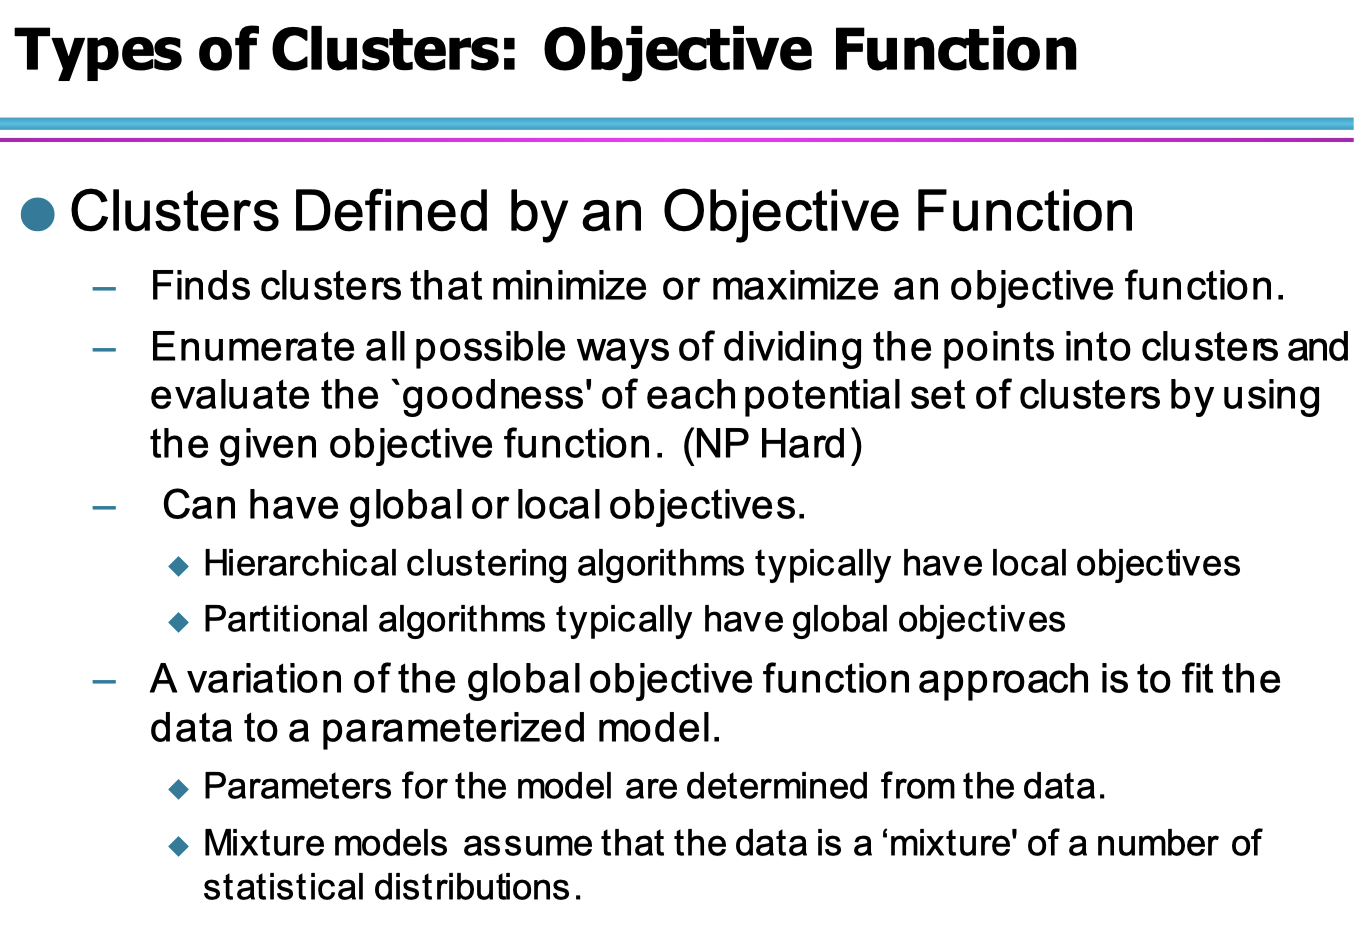 Types of Clusters: Objective Function
● Clusters Defined by an Objective Function
– Finds clusters that minimize or maximize an objective function.
– Enumerate all possible ways of dividing the points into clusters and
evaluate the `goodness' of each potential set of clusters by using
the given objective function. (NP Hard)
– Can have global or local objectives.
◆ Hierarchical clustering algorithms typically have local objectives
◆ Partitional algorithms typically have global objectives
– A variation of the global objective function approach is to fit the
data to a parameterized model.
◆ Parameters for the model are determined from the data.
◆ Mixture models assume that the data is a ‘mixture' of a number of
statistical distributions.